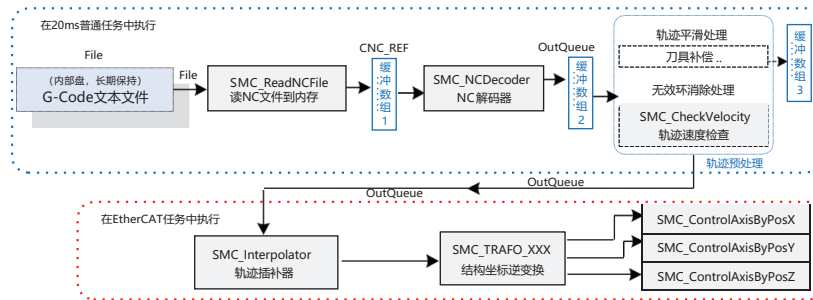 在20ms普通任务中执行
File
(内部盘，长期保持)
G-Code文本文件
File
SMC_ReadNCFile
读NC文件到内存
CNC_REF
缓冲数组1
SMC_NCDecoder
NC解码器
OutQueue
缓冲数组2
轨迹平滑处理
刀具补偿 ..
无效环消除处理
SMC_CheckVelocity
轨迹速度检查
缓冲数组3
轨迹预处理
OutQueue
OutQueue
在EtherCAT任务中执行
SMC_Interpolator
轨迹插补器
SMC_TRAFO_XXX
结构坐标逆变换
SMC_ControlAxisByPosX
SMC_ControlAxisByPosY
SMC_ControlAxisByPosZ